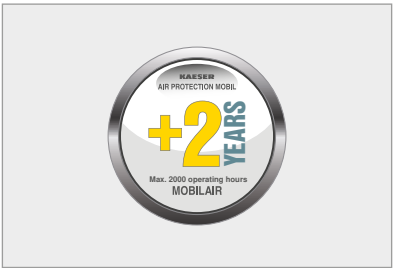 KAESER
AIR PROTECTION MOBIL
+2 YEARS
Max. 2000 operating hours
MOBILAIR